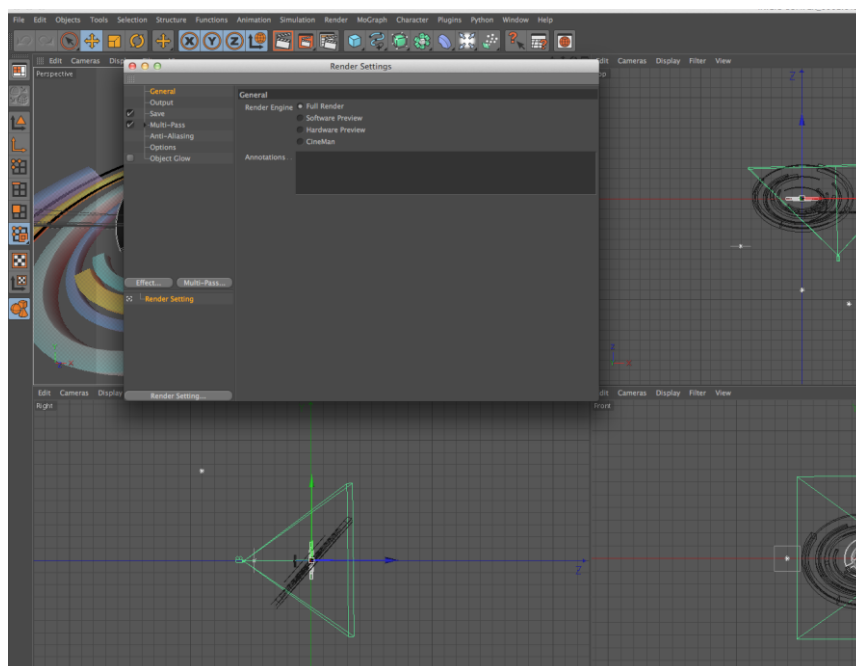 File Edit Objects Tools Selection Structure Functions Animation Simulation Render MoGraph Character Plugins Python Window Help
Edit Cameras
Perspective
Render Settings
General
Output
Save
Multi-Pass
Anti-Aliasing
Options
Object Glow
Effect... Multi-Pass...
Render Setting
Render Setting...
General
Render Engine Full Render
Software Preview
Hardware Preview
CineMan
Annotations
Cameras Display Filter View
Z
X
Edit Cameras Display
Right
Z
Edit Cameras Display Filter View
Front